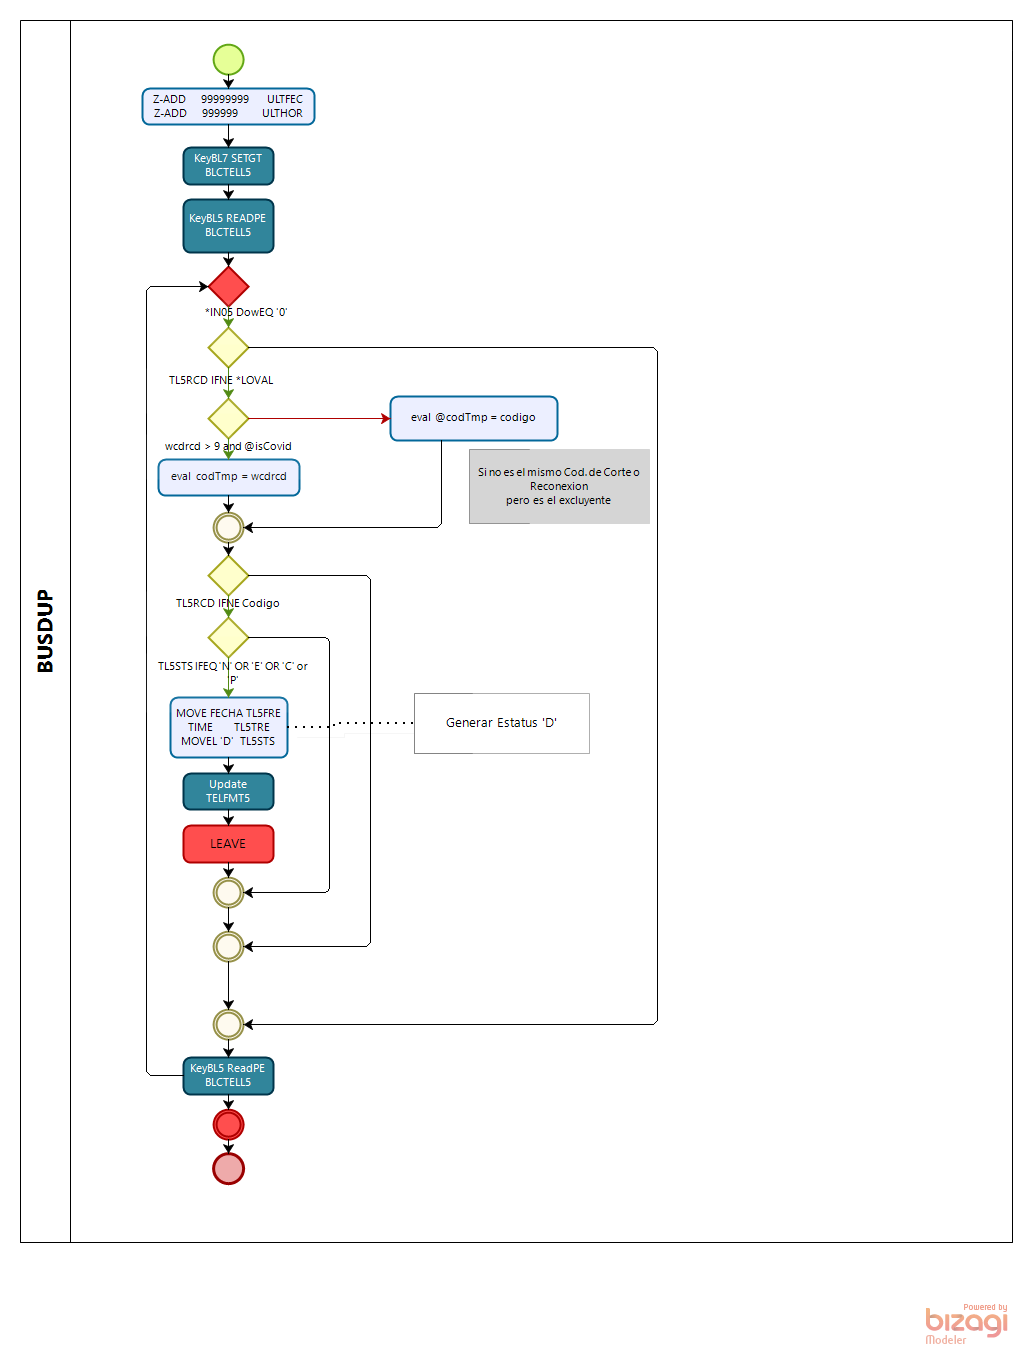 BUSDUP
Z-ADD 99999999 ULTFEC
Z-ADD 999999 ULTHOR
KeyBL7 SETGT
BLCTELL5
KeyBL5 READPE
BLCTELL5
*IN05 DowEQ '0'
TL5RCD IFNE *LOVAL
eval @codTmp = codigo
wcdrcd > 9 and @isCovid
eval codTmp = wcdrcd
Si no es el mismo Cod. de Corte o
Reconexion
pero es el excluyente
TL5RCD IFNE Codigo
TL5STS IFEQ 'N' OR 'E' OR 'C' or
'P'
MOVE FECHA TL5FRE
TIME TL5TRE
MOVEL 'D' TL5STS
Generar Estatus 'D'
Update
TELFMT5
LEAVE
KeyBL5 ReadPE
BLCTELL5
Powered by
bizagi
Modeler